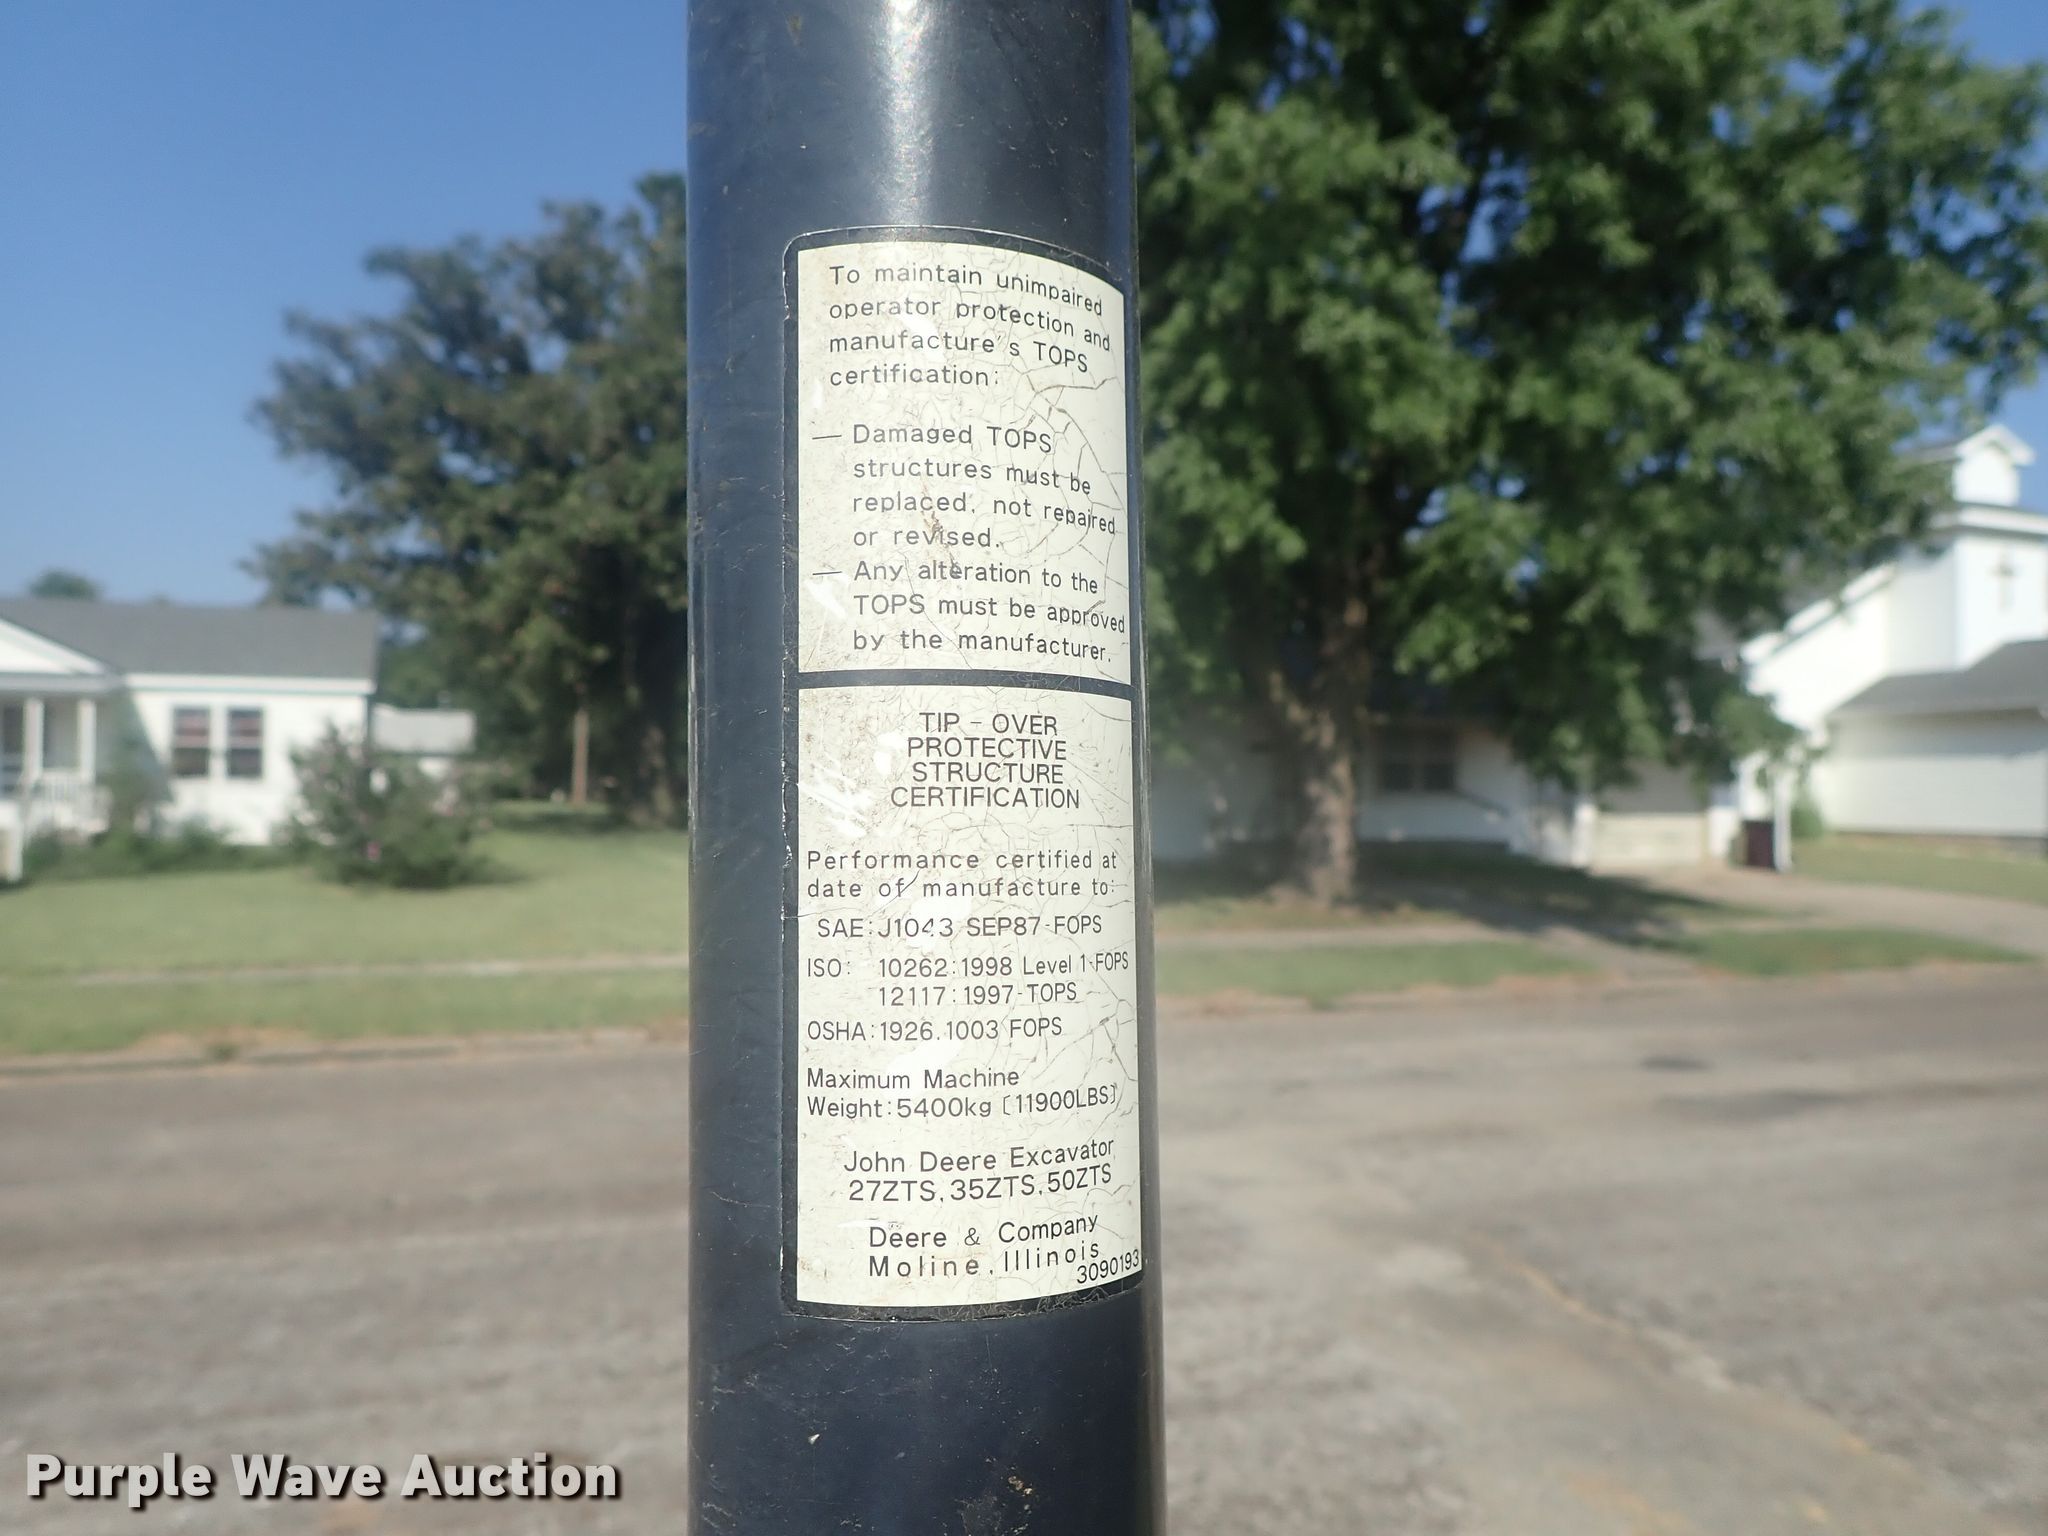 To maintain unimpaired
operator protection and
manufacture's TOPS
certification:
— Damaged TOPS
structures must be
replaced, not repaired
or revised.
— Any alteration to the
TOPS must be approved
by the manufacturer.
TIP - OVER
PROTECTIVE
STRUCTURE
CERTIFICATION
Performance certified at
date of manufacture to:
SAE: J1043 SEP87-FOPS
ISO: 10262:1998 Level 1-FOPS
12117:1997-TOPS
OSHA:1926.1003 FOPS
Maximum Machine
Weight:5400kg [11900LBS]
John Deere Excavator
27ZTS,35ZTS,50ZTS
Deere & Company
Moline, Illinois
3090193
Purple Wave Auction